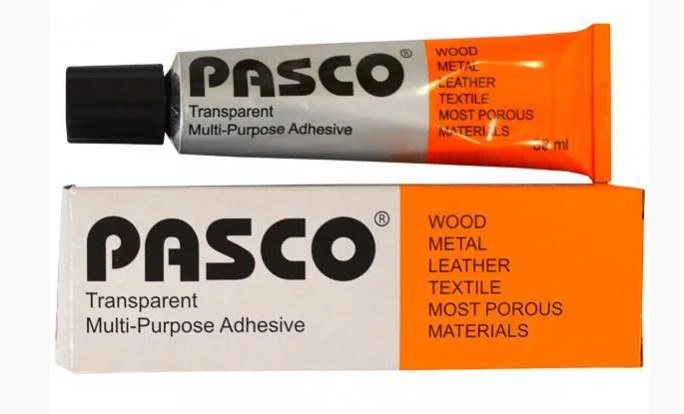 PASCO®
Transparent
Multi-Purpose Adhesive
WOOD
METAL
LEATHER
TEXTILE
MOST POROUS
MATERIALS
ml
PASCO®
Transparent
Multi-Purpose Adhesive
WOOD
METAL
LEATHER
TEXTILE
MOST POROUS
MATERIALS